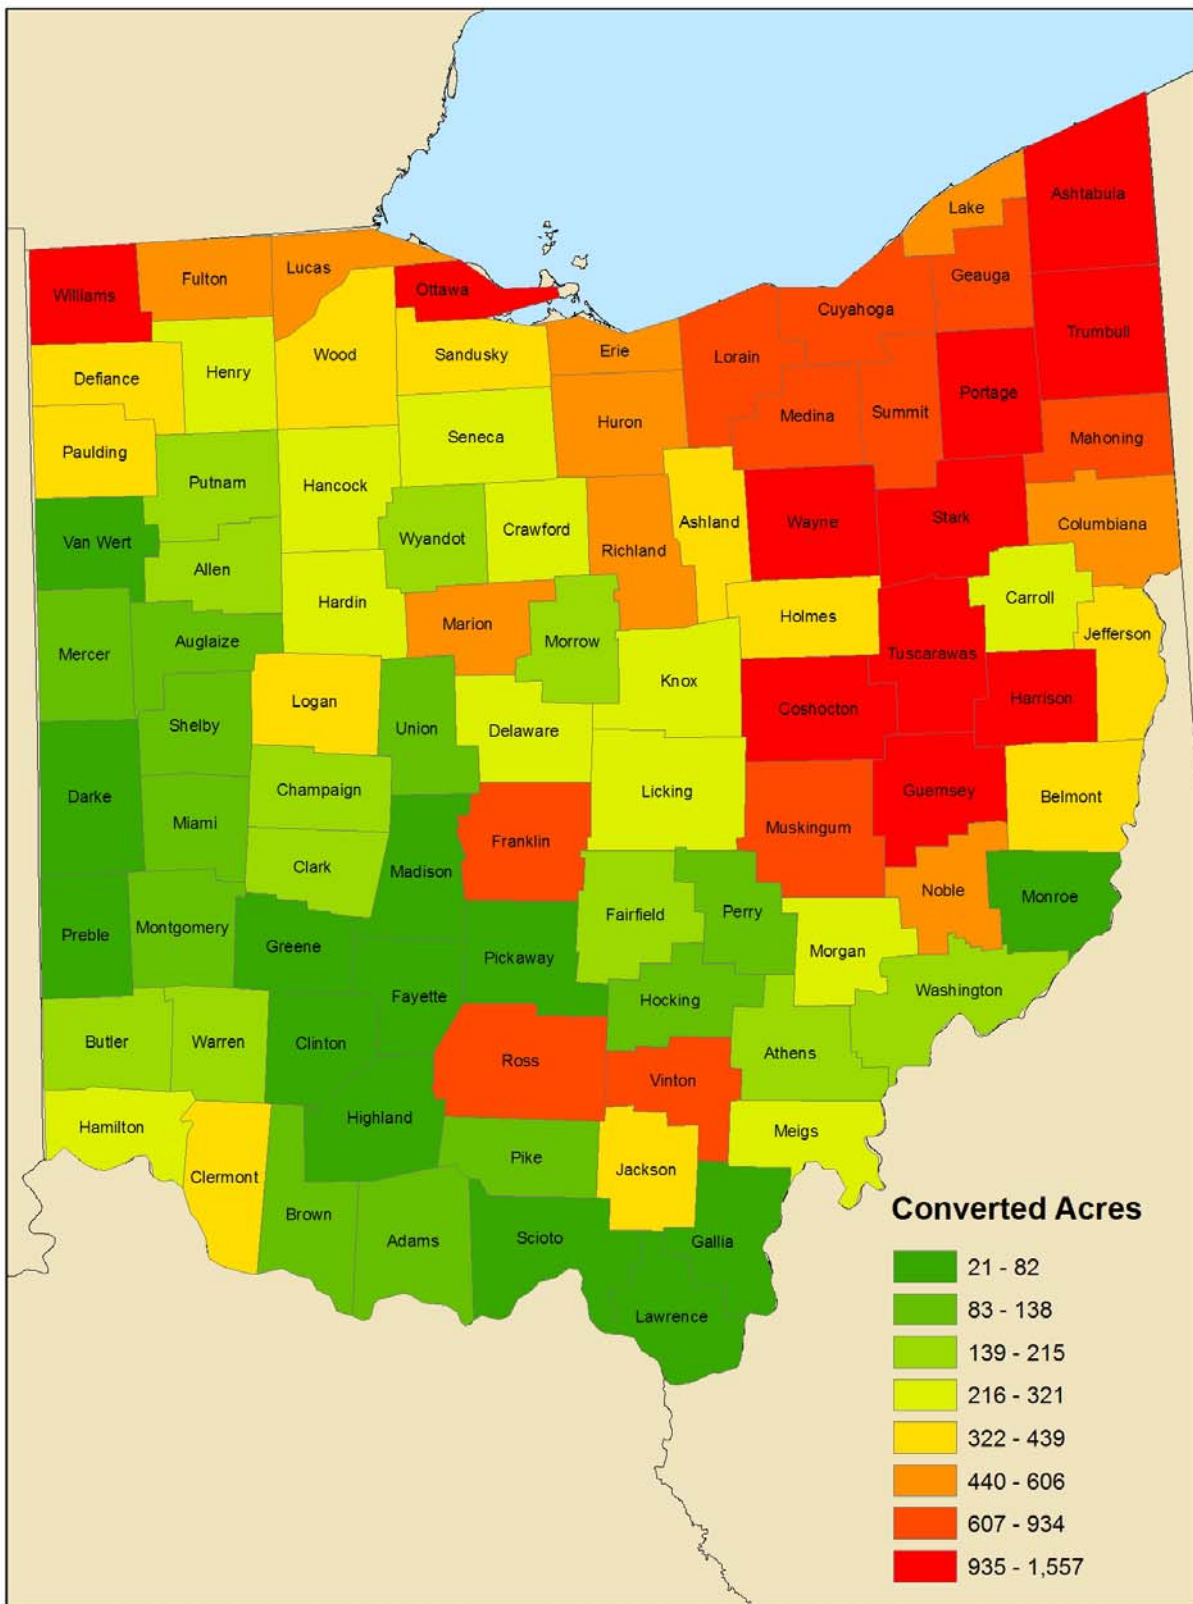 Ashtabula
Lake
Geauga
Williams
Fulton
Lucas
Ottawa
Cuyahoga
Trumbull
Wood
Sandusky
Erie
Lorain
Henry
Defiance
Portage
Medina
Summit
Huron
Seneca
Mahoning
Paulding
Putnam
Hancock
Crawford
Ashland
Wayne
Stark
Columbiana
Van Wert
Wyandot
Richland
Allen
Hardin
Carroll
Marion
Holmes
Jefferson
Mercer
Auglaize
Morrow
Tuscarawas
Knox
Harrison
Logan
Coshocton
Shelby
Union
Delaware
Darke
Champaign
Licking
Guernsey
Belmont
Miami
Franklin
Muskingum
Clark
Madison
Noble
Monroe
Fairfield
Perry
Preble
Montgomery
Greene
Pickaway
Morgan
Fayette
Hocking
Washington
Butler
Warren
Clinton
Athens
Ross
Vinton
Highland
Hamilton
Meigs
Pike
Jackson
Clermont
Brown
Adams
Scioto
Gallia
Lawrence
Converted Acres
21 - 82
83 - 138
139 - 215
216 - 321
322 - 439
440 - 606
607 - 934
935 - 1,557